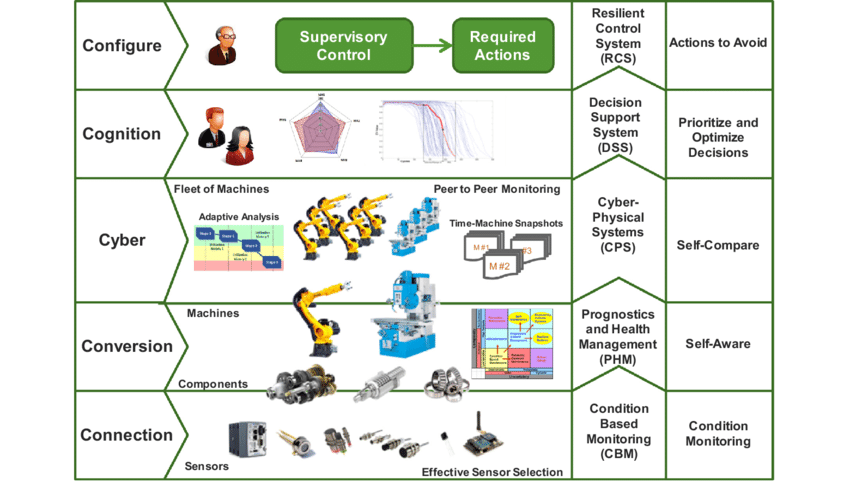 Configure
Supervisory
Control
Required
Actions
Resilient
Control
System
(RCS)
Actions to Avoid
Cognition
Decision
Support
System
(DSS)
Prioritize and
Optimize
Decisions
Cyber
Fleet of Machines
Peer to Peer Monitoring
Adaptive Analysis
Time-Machine Snapshots
M #1
#3
M #2
Cyber-
Physical
Systems
(CPS)
Self-Compare
Conversion
Machines
Components
Prognostics
and Health
Management
(PHM)
Self-Aware
Connection
Sensors
Effective Sensor Selection
Condition
Based
Monitoring
(CBM)
Condition
Monitoring